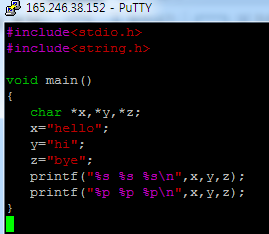 165.246.38.152 - PuTTY
#include<stdio.h>
#include<string.h>
void main()
{
char *x,*y,*z;
x="hello";
y="hi";
z="bye";
printf("%s %s %s\n",x,y,z);
printf("%p %p %p\n",x,y,z);
}